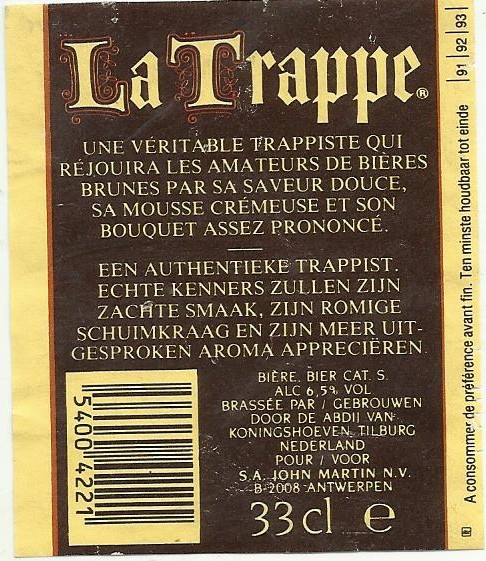 La Trappe®
UNE VÉRITABLE TRAPPISTE QUI
RÉJOUIRA LES AMATEURS DE BIÈRES
BRUNES PAR SA SAVEUR DOUCE,
SA MOUSSE CRÉMEUSE ET SON
BOUQUET ASSEZ PRONONCÉ.
EEN AUTHENTIEKE TRAPPIST.
ECHTE KENNERS ZULLEN ZIJN
ZACHTE SMAAK, ZIJN ROMIGE
SCHUIMKRAAG EN ZIJN MEER UIT-
GESPROKEN AROMA APPRECIËREN.
BIÈRE. BIER CAT. S.
ALC 6,5% VOL
BRASSÉE PAR / GEBROUWEN
DOOR DE ABDIJ VAN
KONINGSHOEVEN TILBURG
NEDERLAND
POUR / VOOR
S.A. JOHN MARTIN N.V.
B-2008 ANTWERPEN
33cl e
5400 4221
A consommer de préférence avant fin. Ten minste houdbaar tot einde | 91 | 92 | 93 |